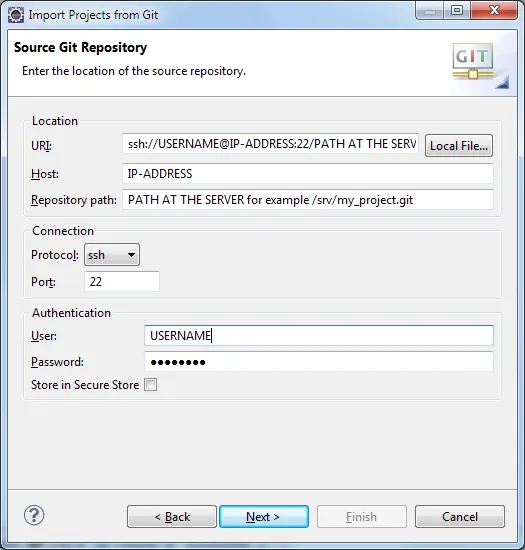 Import Projects from Git
Source Git Repository
Enter the location of the source repository.
GIT
Location
URI: ssh://USERNAME@IP-ADDRESS:22/PATH AT THE SERV Local File...
Host: IP-ADDRESS
Repository path: PATH AT THE SERVER for example /srv/my_project.git
Connection
Protocol: ssh
Port: 22
Authentication
User: USERNAME
Password: ●●●●●●●●
Store in Secure Store
? < Back Next > Finish Cancel